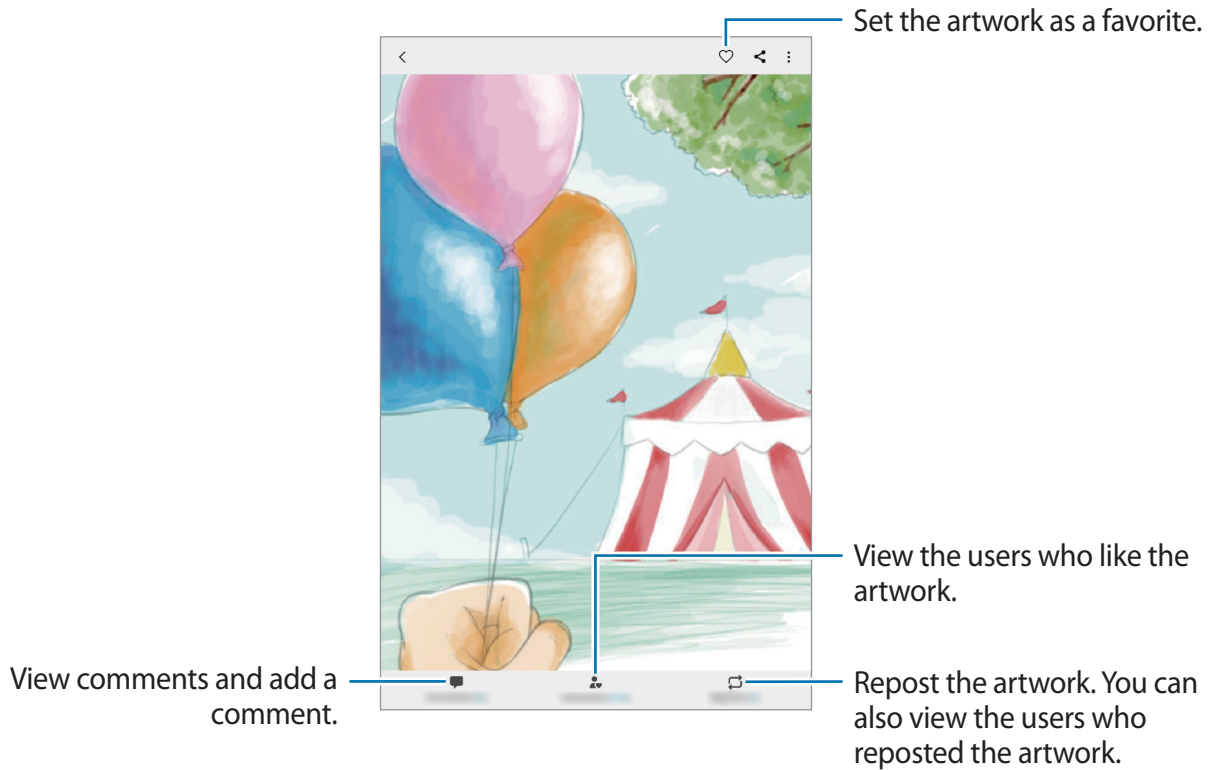 Set the artwork as a favorite.
View the users who like the
artwork.
View comments and add a
comment.
Repost the artwork. You can
also view the users who
reposted the artwork.